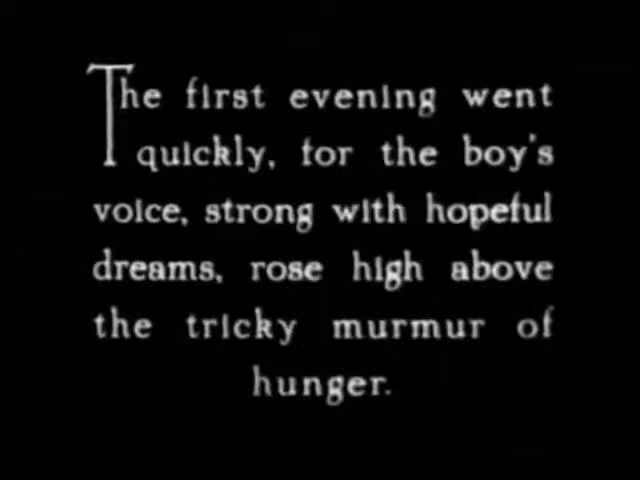 The first evening went
quickly, for the boy's
voice, strong with hopeful
dreams, rose high above
the tricky murmur of
hunger.